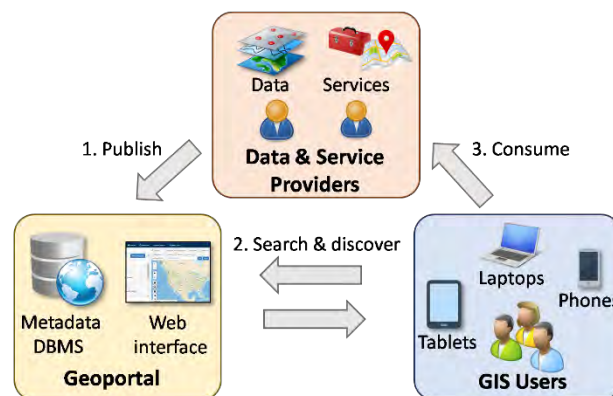 Data Services
Data & Service
Providers
1. Publish
3. Consume
2. Search & discover
Metadata
DBMS
Web
interface
Geoportal
Laptops
Phones
Tablets
GIS Users